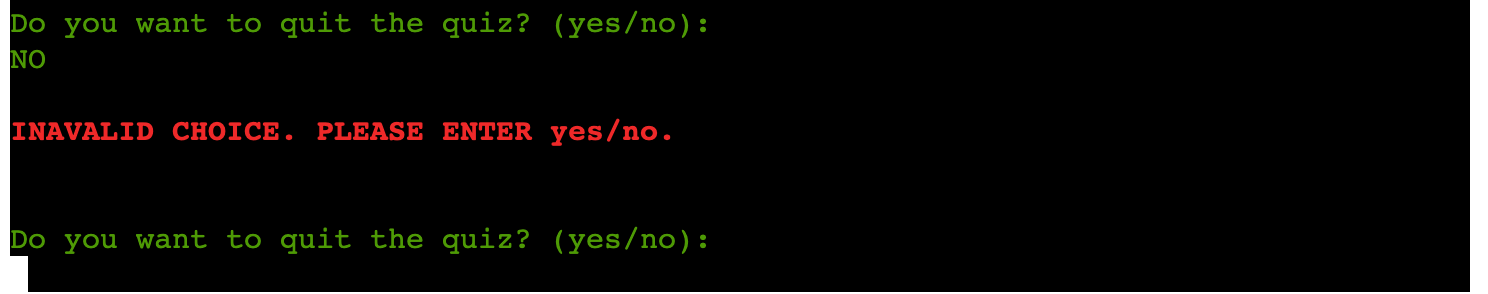 Do you want to quit the quiz? (yes/no):
NO
INAVALID CHOICE. PLEASE ENTER yes/no.
Do you want to quit the quiz? (yes/no):